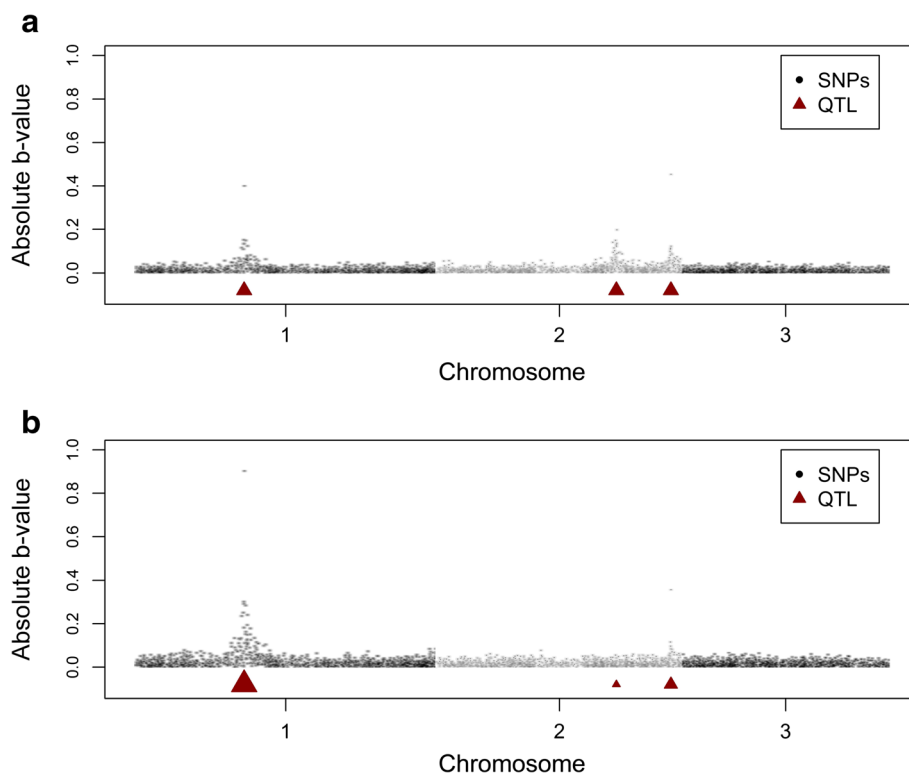 a
1.0
0.8
0.6
0.4
0.2
0.0
Absolute b-value
SNPs
QTL
1
2
3
Chromosome
b
1.0
0.8
0.6
0.4
0.2
0.0
Absolute b-value
SNPs
QTL
1
2
3
Chromosome